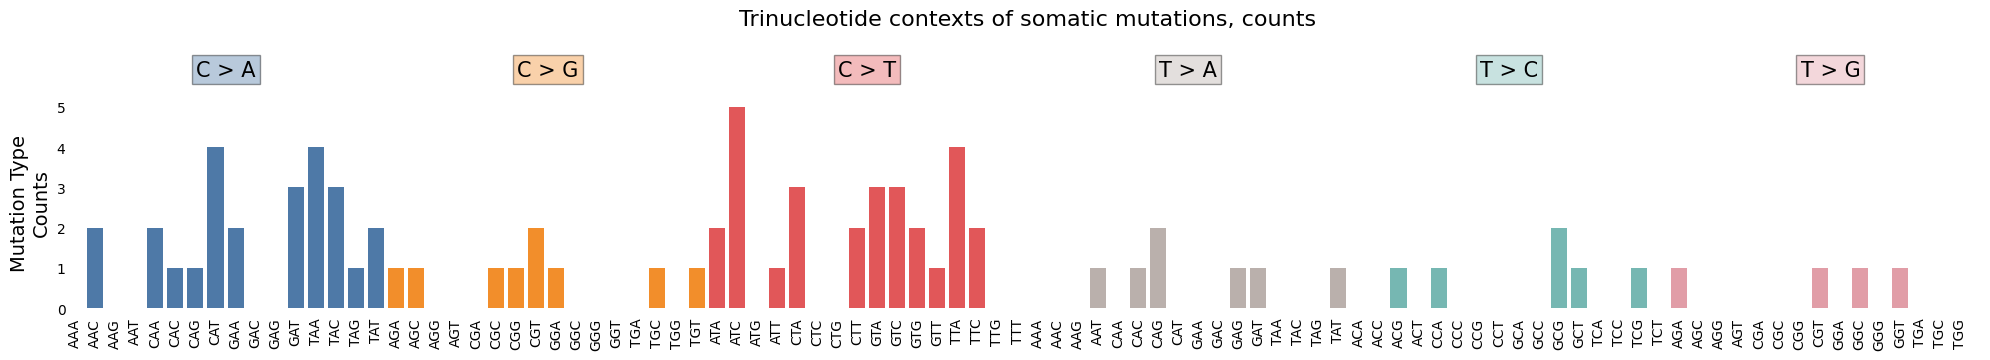 Trinucleotide contexts of somatic mutations, counts
C > A
C > G
C > T
T > A
T > C
T > G
Mutation Type
Counts
5
4
3
2
1
0
AAA
AAC
AAG
AAT
CAA
CAC
CAG
CAT
GAA
GAC
GAG
GAT
TAA
TAC
TAG
TAT
AGA
AGC
AGG
AGT
CGA
CGC
CGG
CGT
GGA
GGC
GGG
GGT
TGA
TGC
TGG
TGT
ATA
ATC
ATG
ATT
CTA
CTC
CTG
CTT
GTA
GTC
GTG
GTT
TTA
TTC
TTG
TTT
AAA
AAC
AAG
AAT
CAA
CAC
CAG
CAT
GAA
GAC
GAG
GAT
TAA
TAC
TAG
TAT
ACA
ACC
ACG
ACT
CCA
CCC
CCG
CCT
GCA
GCC
GCG
GCT
TCA
TCC
TCG
TCT
AGA
AGC
AGG
AGT
CGA
CGC
CGG
CGT
GGA
GGC
GGG
GGT
TGA
TGC
TGG